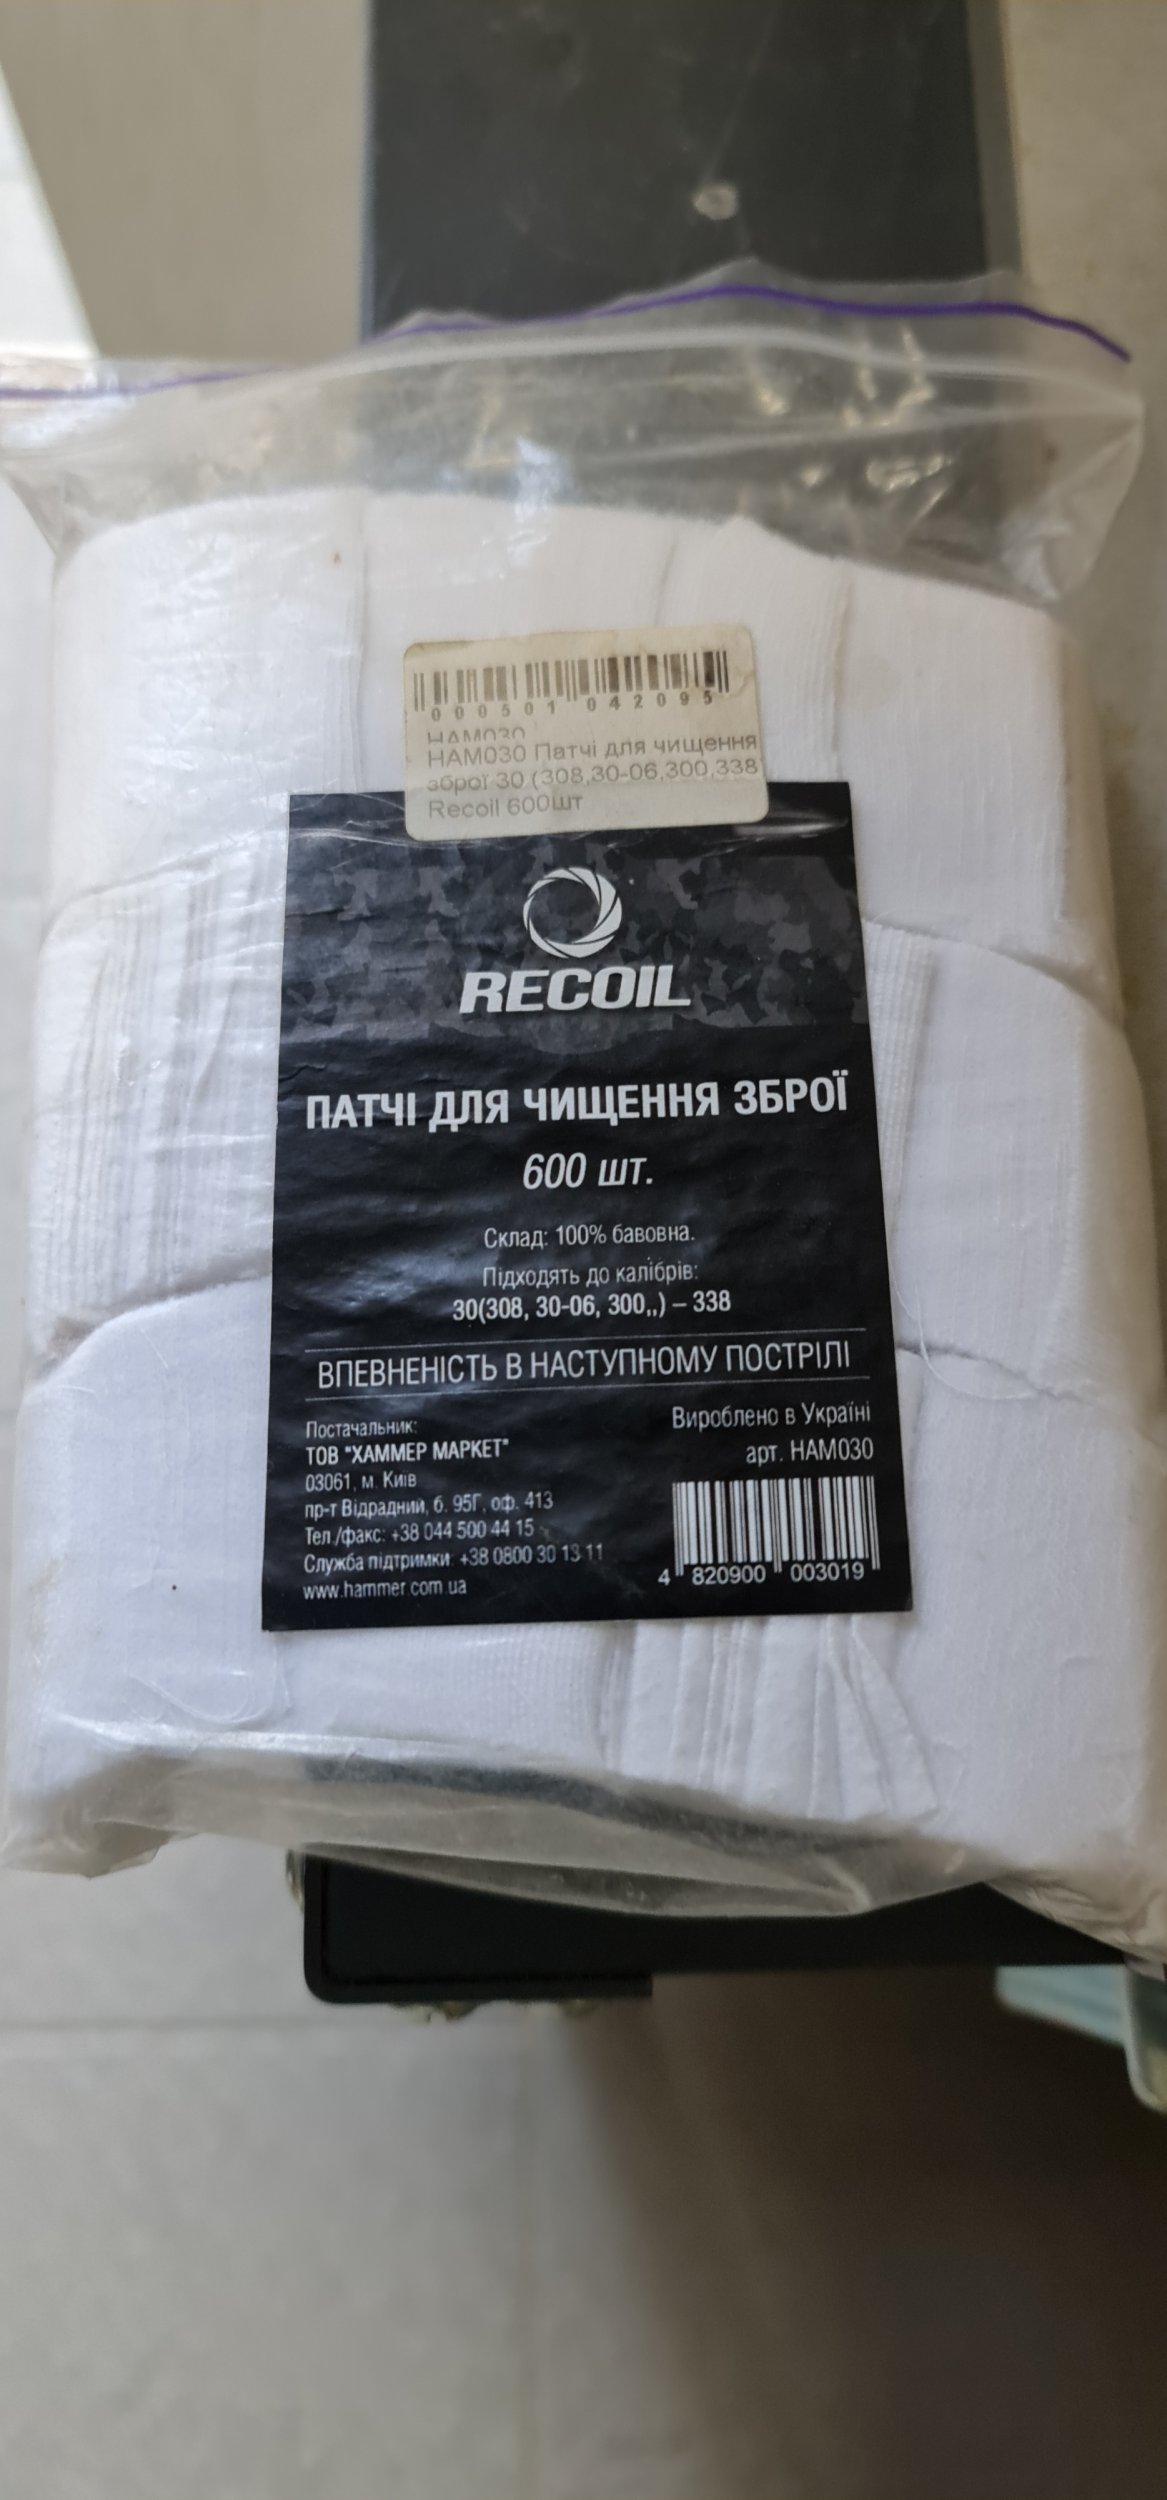 000501 042095
HAM030
HAM030 Патчі для чищення
зброї 30 (308,30-06,300,338
Recoil 600шт
RECOIL
ПАТЧІ ДЛЯ ЧИЩЕННЯ ЗБРОЇ
600 шт.
Склад: 100% бавовна.
Підходять до калібрів:
30(308, 30-06, 300,,) – 338
ВПЕВНЕНІСТЬ В НАСТУПНОМУ ПОСТРІЛІ
Постачальник:
ТОВ "ХАММЕР МАРКЕТ"
03061, м. Київ
пр-т Відрадний, б. 95Г, оф. 413
Тел./факс: +38 044 500 44 15
Служба підтримки: +38 0800 30 13 11
www.hammer.com.ua
Вироблено в Україні
арт. HAM030
4 820900 003019